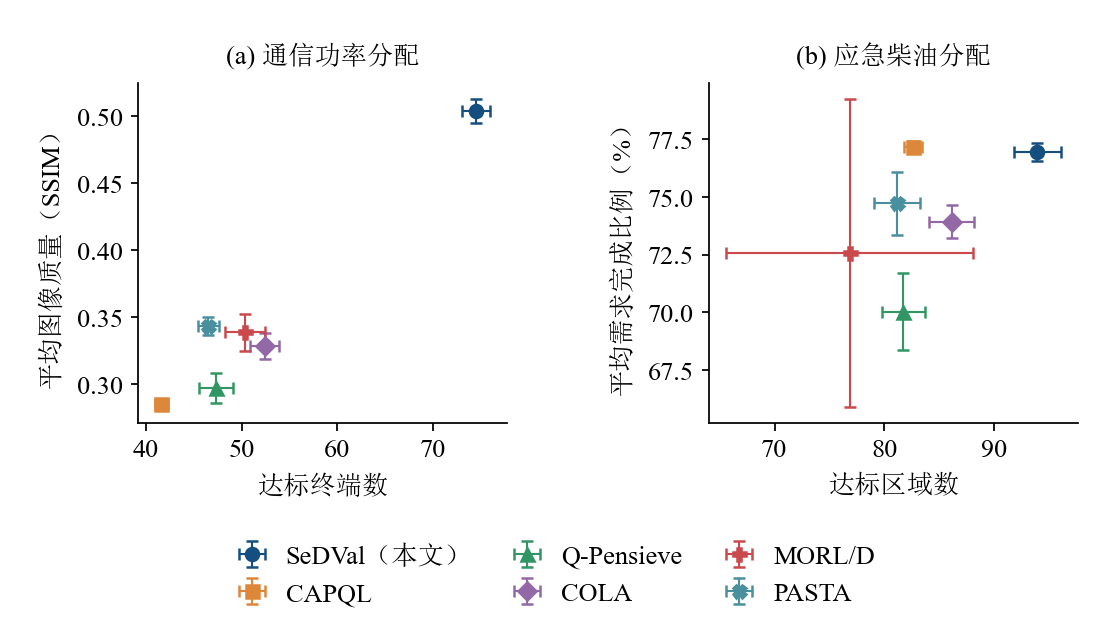 (a) 通信功率分配
0.50
0.45
0.40
0.35
0.30
平均图像质量（SSIM）
40 50 60 70
达标终端数
(b) 应急柴油分配
77.5
75.0
72.5
70.0
67.5
平均需求完成比例（%）
70 80 90
达标区域数
SeDVal（本文） Q-Pensieve MORL/D
CAPQL COLA PASTA